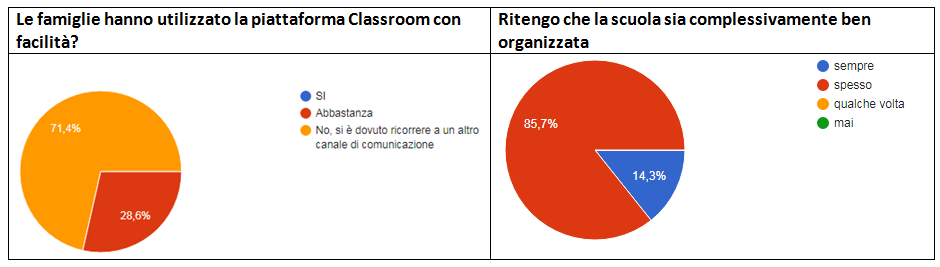 Le famiglie hanno utilizzato la piattaforma Classroom con
facilità?
SI
Abbastanza
No, si è dovuto ricorrere a un altro
canale di comunicazione
71,4%
28,6%
Ritengo che la scuola sia complessivamente ben
organizzata
sempre
spesso
qualche volta
mai
85,7%
14,3%